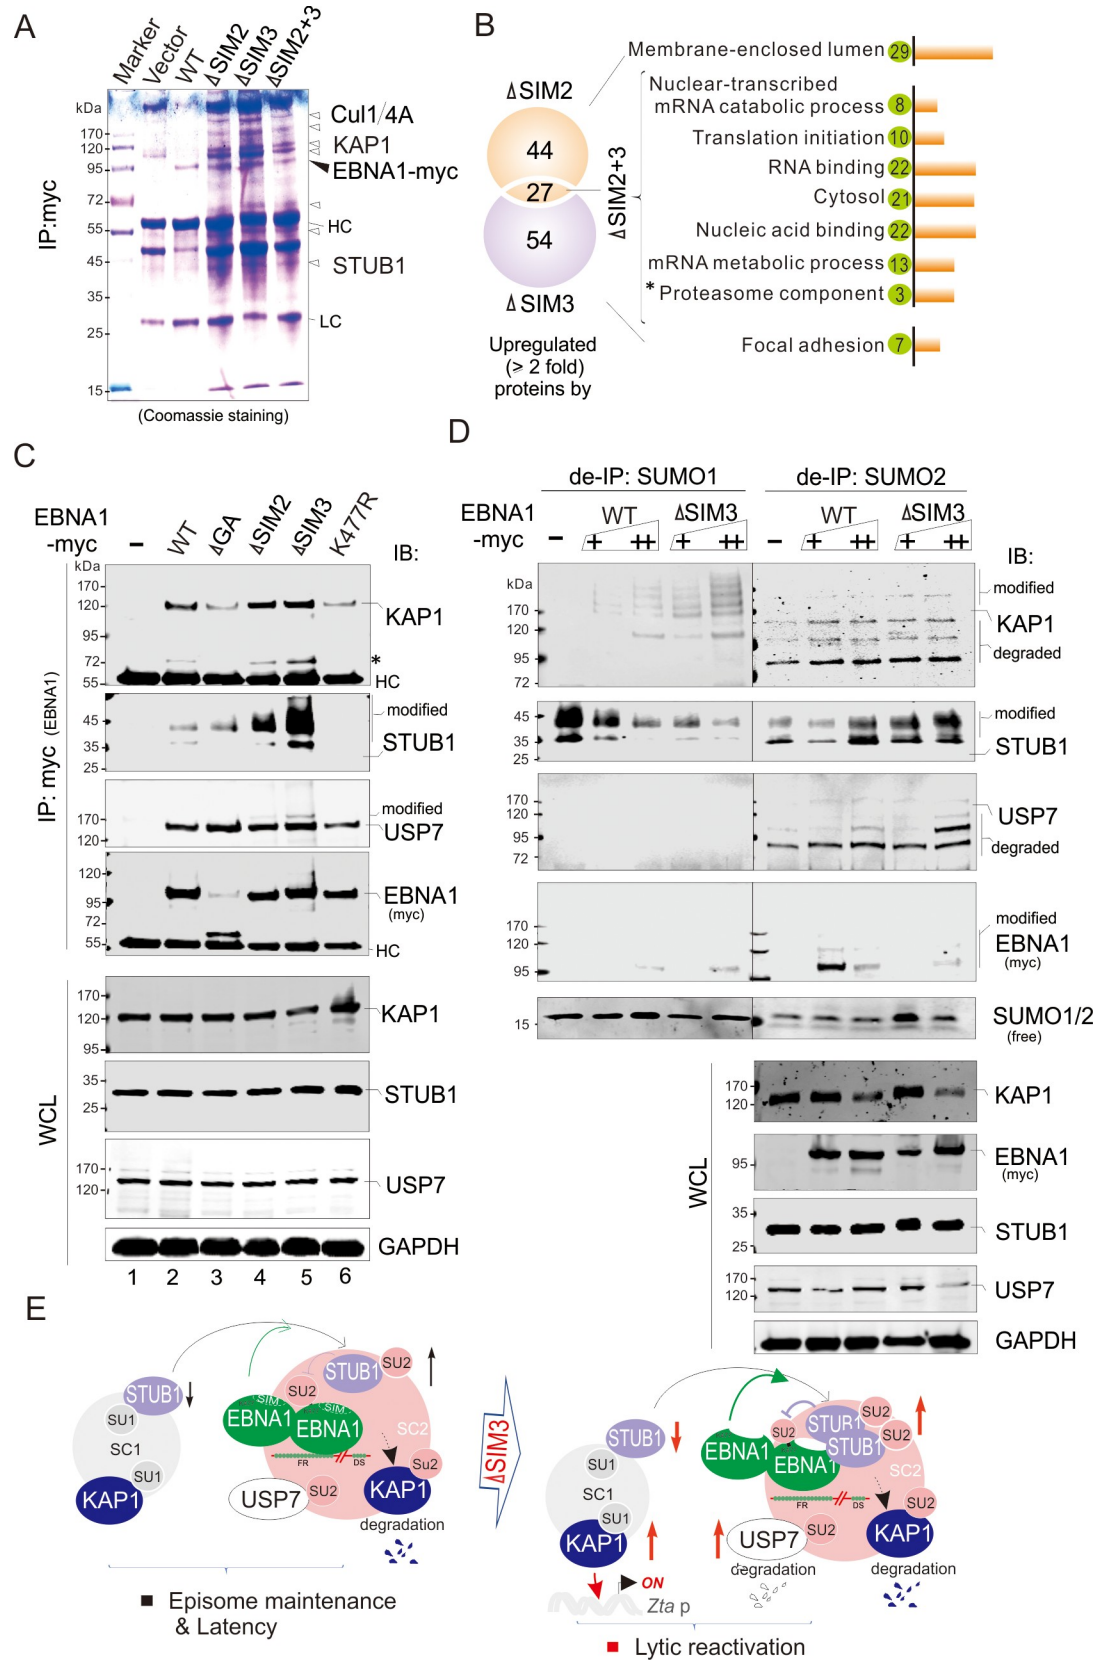 A
Marker
Vector
WT
ΔSIM2
ΔSIM3
ΔSIM2+3
kDa
170
120
95
72
55
45
35
25
15
IP:myc
Cul1/4A
KAP1
EBNA1-myc
HC
STUB1
LC
(Coomassie staining)
B
ΔSIM2
44
27
54
ΔSIM3
ΔSIM2+3
Upregulated
(≥ 2 fold)
proteins by
Membrane-enclosed lumen 29
Nuclear-transcribed
mRNA catabolic process 8
Translation initiation 10
RNA binding 22
Cytosol 21
Nucleic acid binding 22
mRNA metabolic process 13
* Proteasome component 3
Focal adhesion 7
C
EBNA1
-myc
– WT ΔGA ΔSIM2 ΔSIM3 K477R
IB:
kDa
170
120
95
72
55
KAP1
*
HC
45
35
25
modified
STUB1
170
120
modified
USP7
120
95
72
55
EBNA1
(myc)
HC
IP: myc (EBNA1)
170
120
95
KAP1
35
25
STUB1
170
120
USP7
GAPDH
WCL
1 2 3 4 5 6
D
de-IP: SUMO1
de-IP: SUMO2
EBNA1
-myc
WT ΔSIM3
WT ΔSIM3
– + ++ + ++
– + ++ + ++
IB:
kDa
170
120
95
72
modified
KAP1
degraded
45
35
25
modified
STUB1
170
120
95
72
USP7
degraded
170
120
95
modified
EBNA1
(myc)
15
SUMO1/2
(free)
WCL
170
120
KAP1
95
EBNA1
(myc)
35
25
STUB1
170
120
USP7
GAPDH
E
STUB1
SU1
SC1
SU1
KAP1
STUB1
SU2
SU2
SIM
EBNA1
SIM
EBNA1
SC2
FR
DS
Su2
USP7
SU2
KAP1
degradation
Episome maintenance
& Latency
ΔSIM3
STUB1
SU1
SC1
SU1
KAP1
ON
Zta p
SU2
EBNA1
EBNA1
STUB1
STUB1
SU2
SU2
SC2
FR
DS
SU2
USP7
SU2
KAP1
degradation
degradation
Lytic reactivation